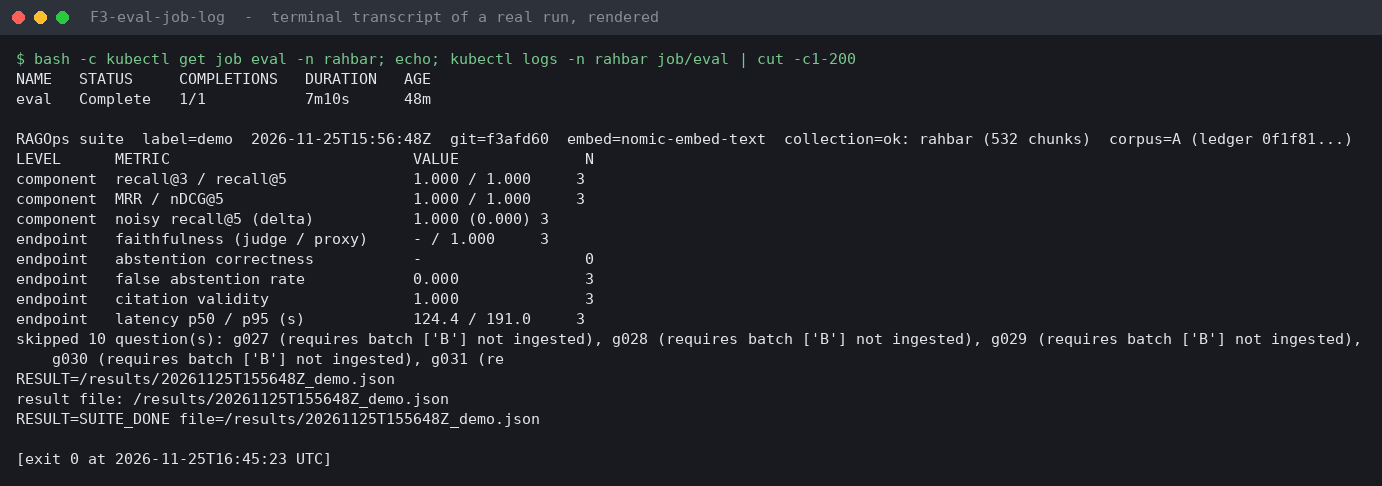 F3-eval-job-log  -  terminal transcript of a real run, rendered
$ bash -c kubectl get job eval -n rahbar; echo; kubectl logs -n rahbar job/eval | cut -c1-200
NAME   STATUS     COMPLETIONS   DURATION   AGE
eval   Complete   1/1           7m10s      48m
RAGOps suite  label=demo  2026-11-25T15:56:48Z  git=f3afd60  embed=nomic-embed-text  collection=ok: rahbar (532 chunks)  corpus=A (ledger 0f1f81...)
LEVEL      METRIC                           VALUE              N
component  recall@3 / recall@5              1.000 / 1.000     3
component  MRR / nDCG@5                     1.000 / 1.000     3
component  noisy recall@5 (delta)           1.000 (0.000) 3
endpoint   faithfulness (judge / proxy)     - / 1.000     3
endpoint   abstention correctness           -                  0
endpoint   false abstention rate            0.000              3
endpoint   citation validity                1.000              3
endpoint   latency p50 / p95 (s)            124.4 / 191.0     3
skipped 10 question(s): g027 (requires batch ['B'] not ingested), g028 (requires batch ['B'] not ingested), g029 (requires batch ['B'] not ingested),
    g030 (requires batch ['B'] not ingested), g031 (re
RESULT=/results/20261125T155648Z_demo.json
result file: /results/20261125T155648Z_demo.json
RESULT=SUITE_DONE file=/results/20261125T155648Z_demo.json
[exit 0 at 2026-11-25T16:45:23 UTC]